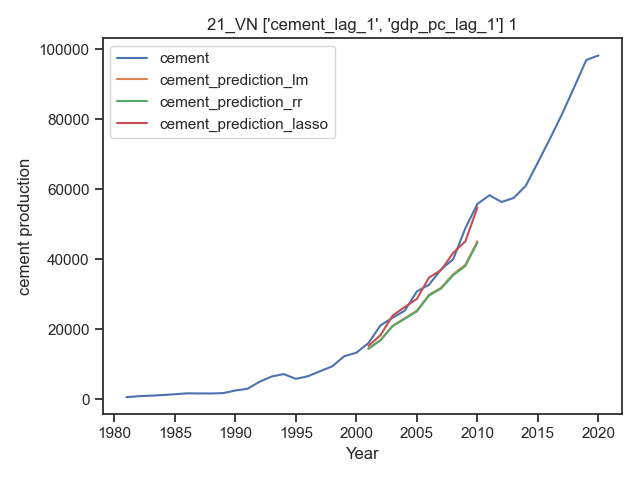 21_VN ['cement_lag_1', 'gdp_pc_lag_1'] 1
cement
cement_prediction_lm
cement_prediction_rr
cement_prediction_lasso
100000
80000
60000
40000
20000
0
cement production
1980 1985 1990 1995 2000 2005 2010 2015 2020
Year